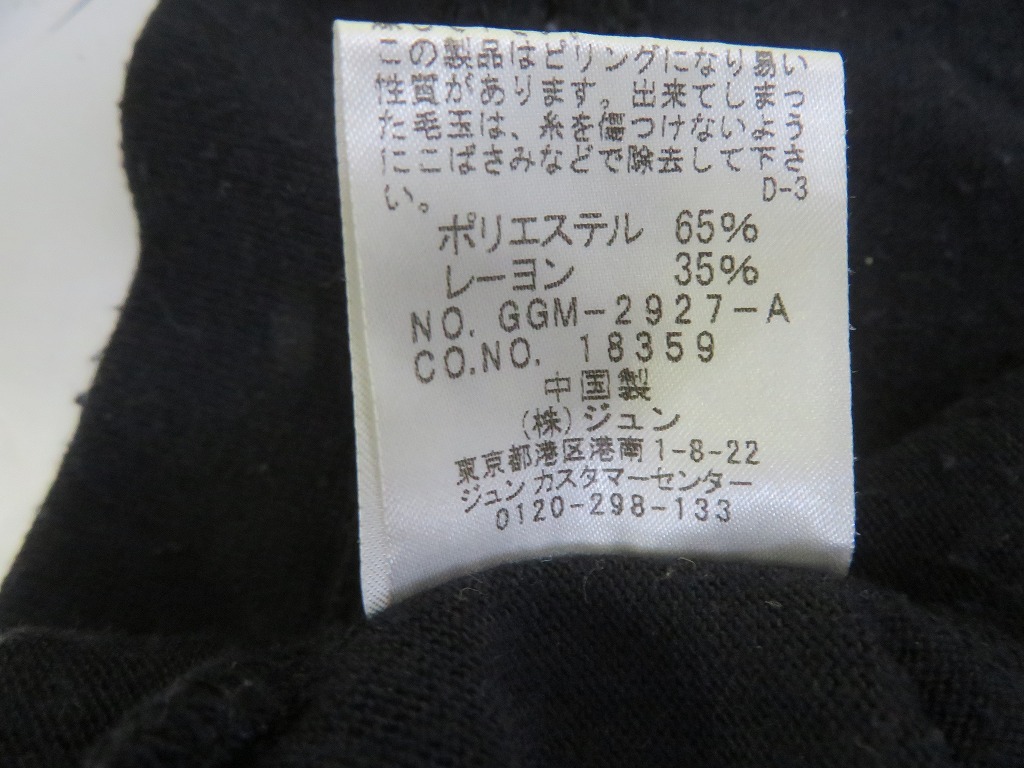 この製品はピリングになり易い
性質があります。出来てしまっ
た毛玉は、糸を傷つけないよう
にこばさみなどで除去して下さ
い。
D-3
ポリエステル 65%
レーヨン 35%
NO. GGM-2927-A
CO.NO. 18359
中国製
(株)ジュン
東京都港区港南1-8-22
ジュンカスタマーセンター
0120-298-133